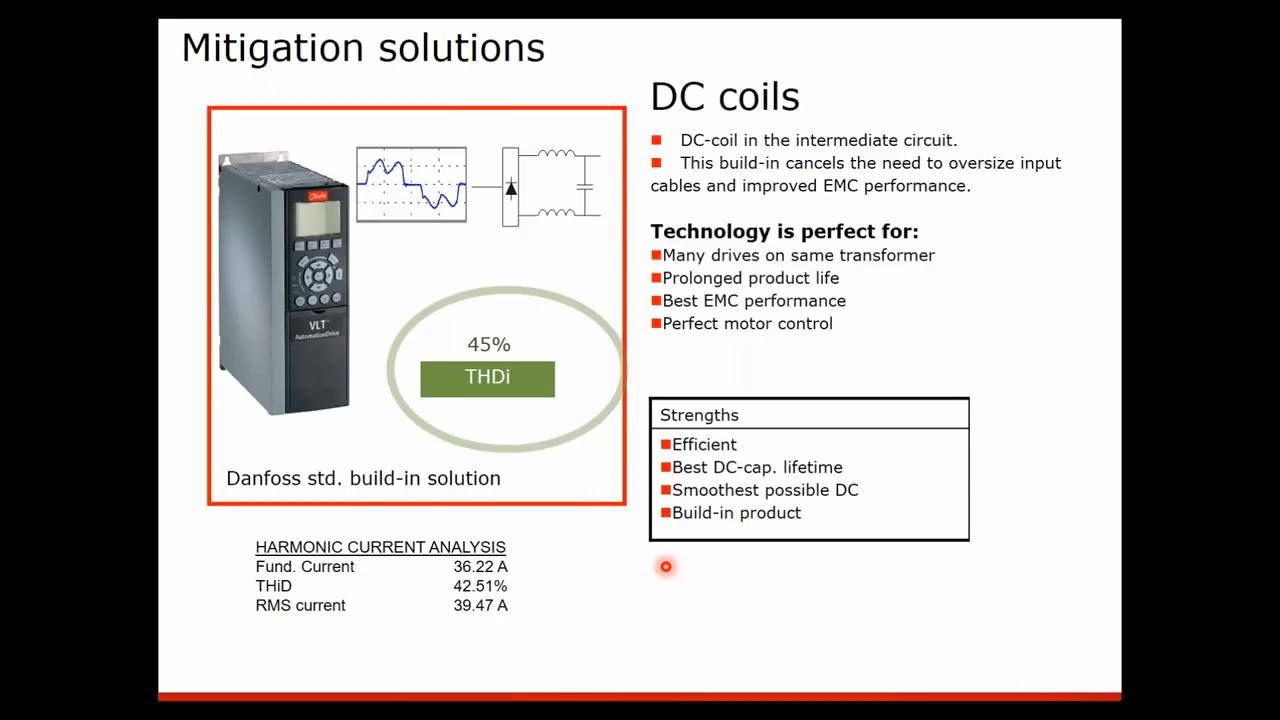 Mitigation solutions
DC coils
DC-coil in the intermediate circuit.
This build-in cancels the need to oversize input
cables and improved EMC performance.
Technology is perfect for:
Many drives on same transformer
Prolonged product life
Best EMC performance
Perfect motor control
Danfoss
VLT
AutomationDrive
45%
THDi
Danfoss std. build-in solution
Strengths
Efficient
Best DC-cap. lifetime
Smoothest possible DC
Build-in product
HARMONIC CURRENT ANALYSIS
Fund. Current 36.22 A
THiD 42.51%
RMS current 39.47 A